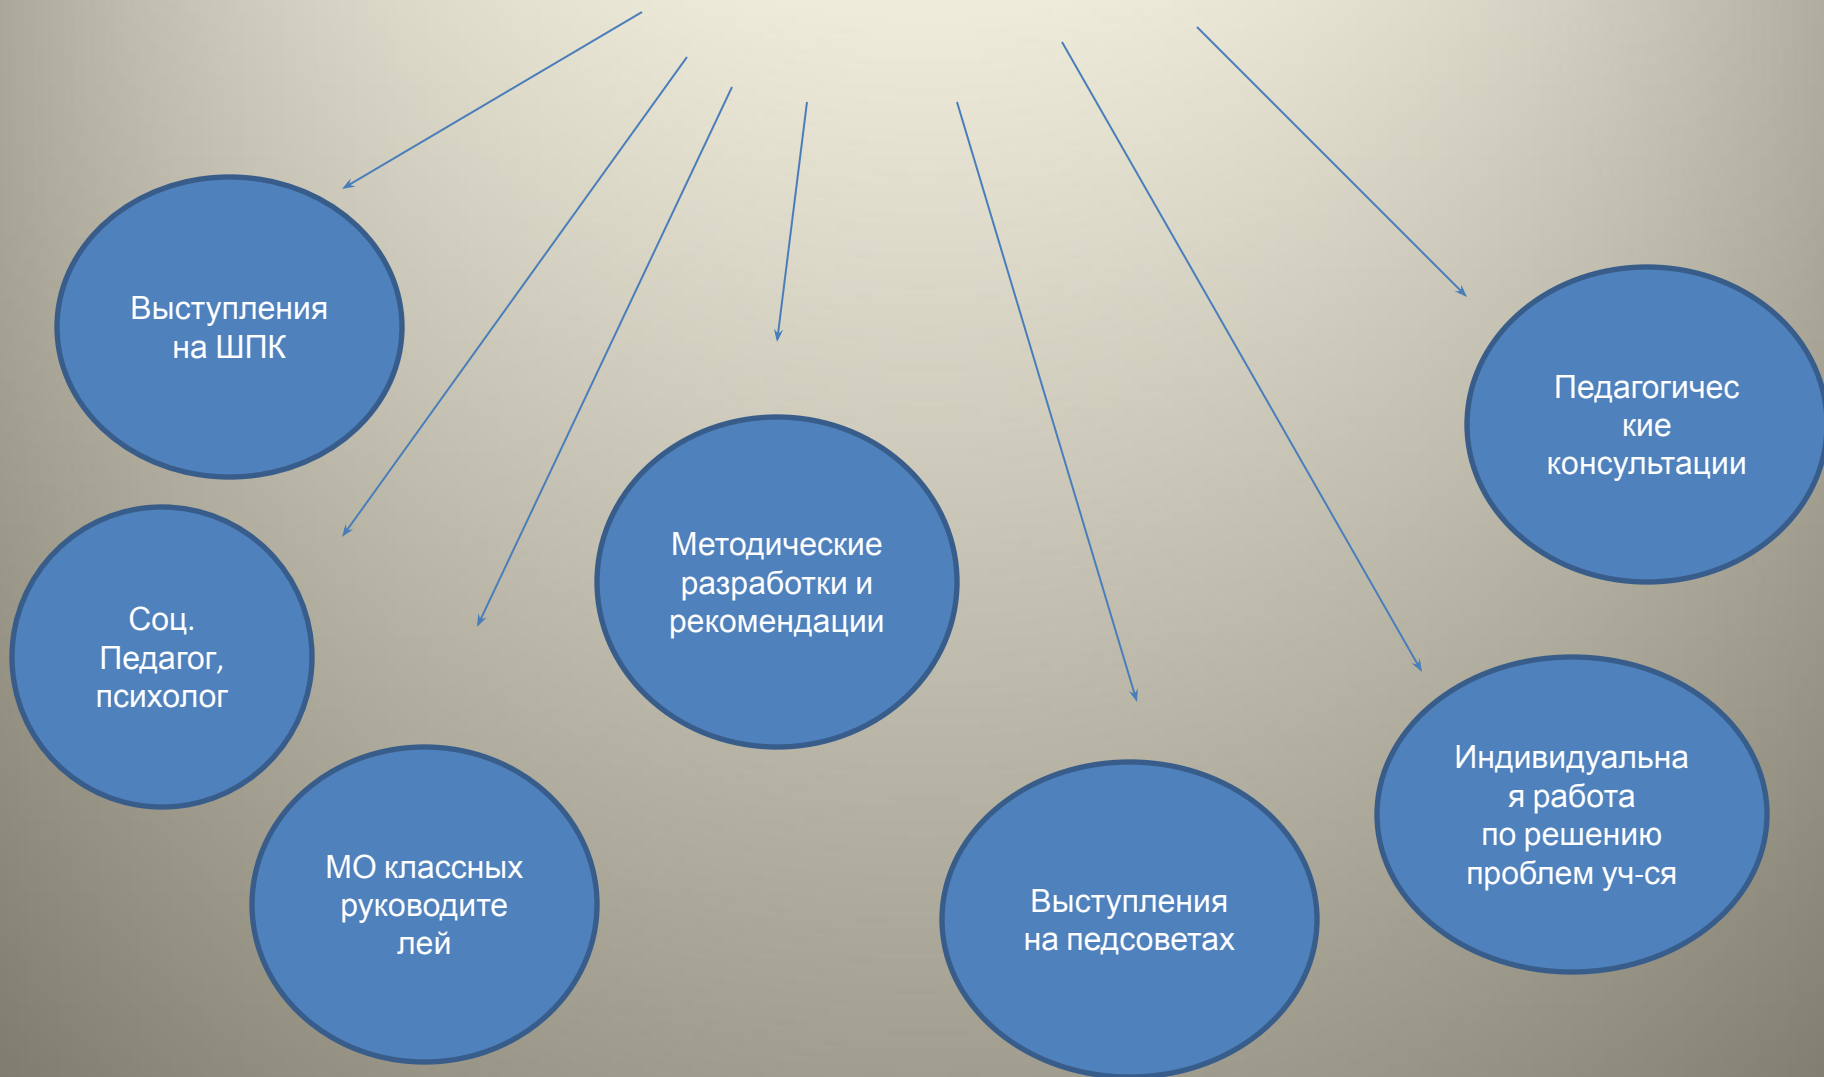 Выступления
на ШПК
Педагогичес
кие
консультации
Методические
разработки и
рекомендации
Соц.
Педагог,
психолог
Индивидуальна
я работа
по решению
проблем уч-ся
МО классных
руководите
лей
Выступления
на педсоветах